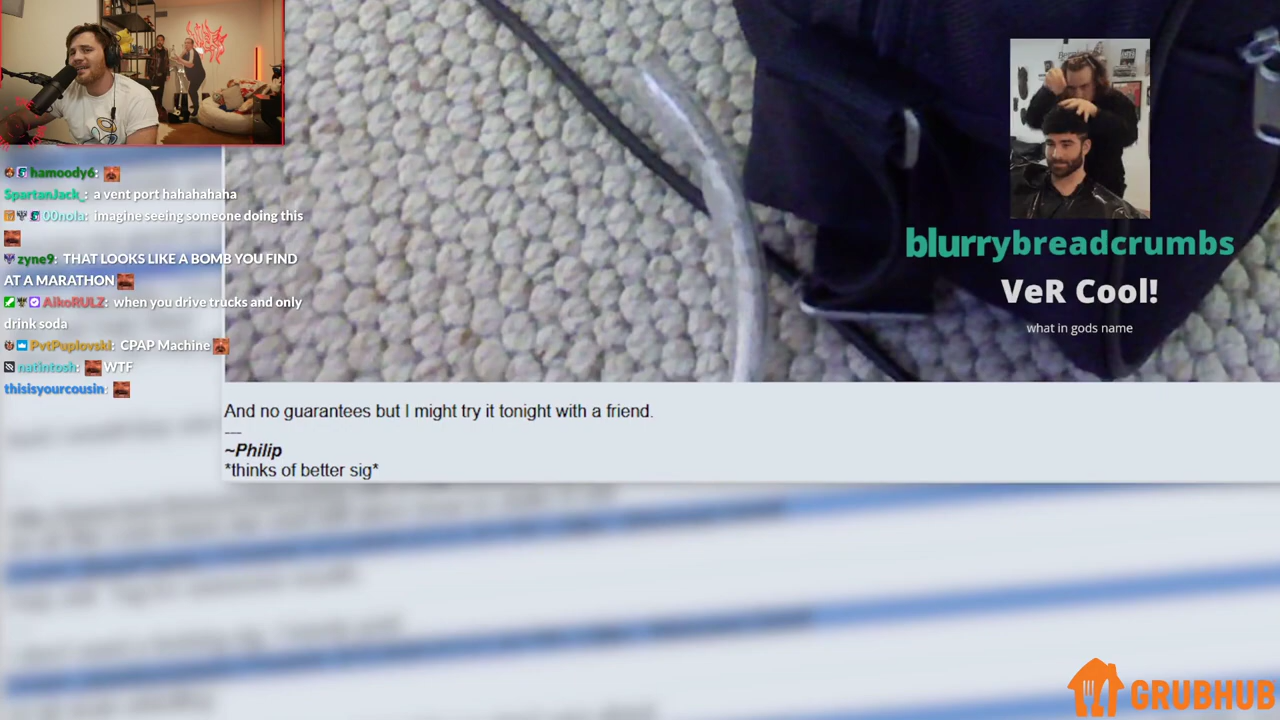 hamoody6:
SpartanJack_: a vent port hahahahaha
00nola: imagine seeing someone doing this
zyne9: THAT LOOKS LIKE A BOMB YOU FIND
AT A MARATHON
AikoRULZ: when you drive trucks and only
drink soda
PvtPuplovski: CPAP Machine
natintosh: WTF
thisisyourcousin:
blurrybreadcrumbs
VeR Cool!
what in gods name
And no guarantees but I might try it tonight with a friend.
---
~Philip
*thinks of better sig*
GRUBHUB